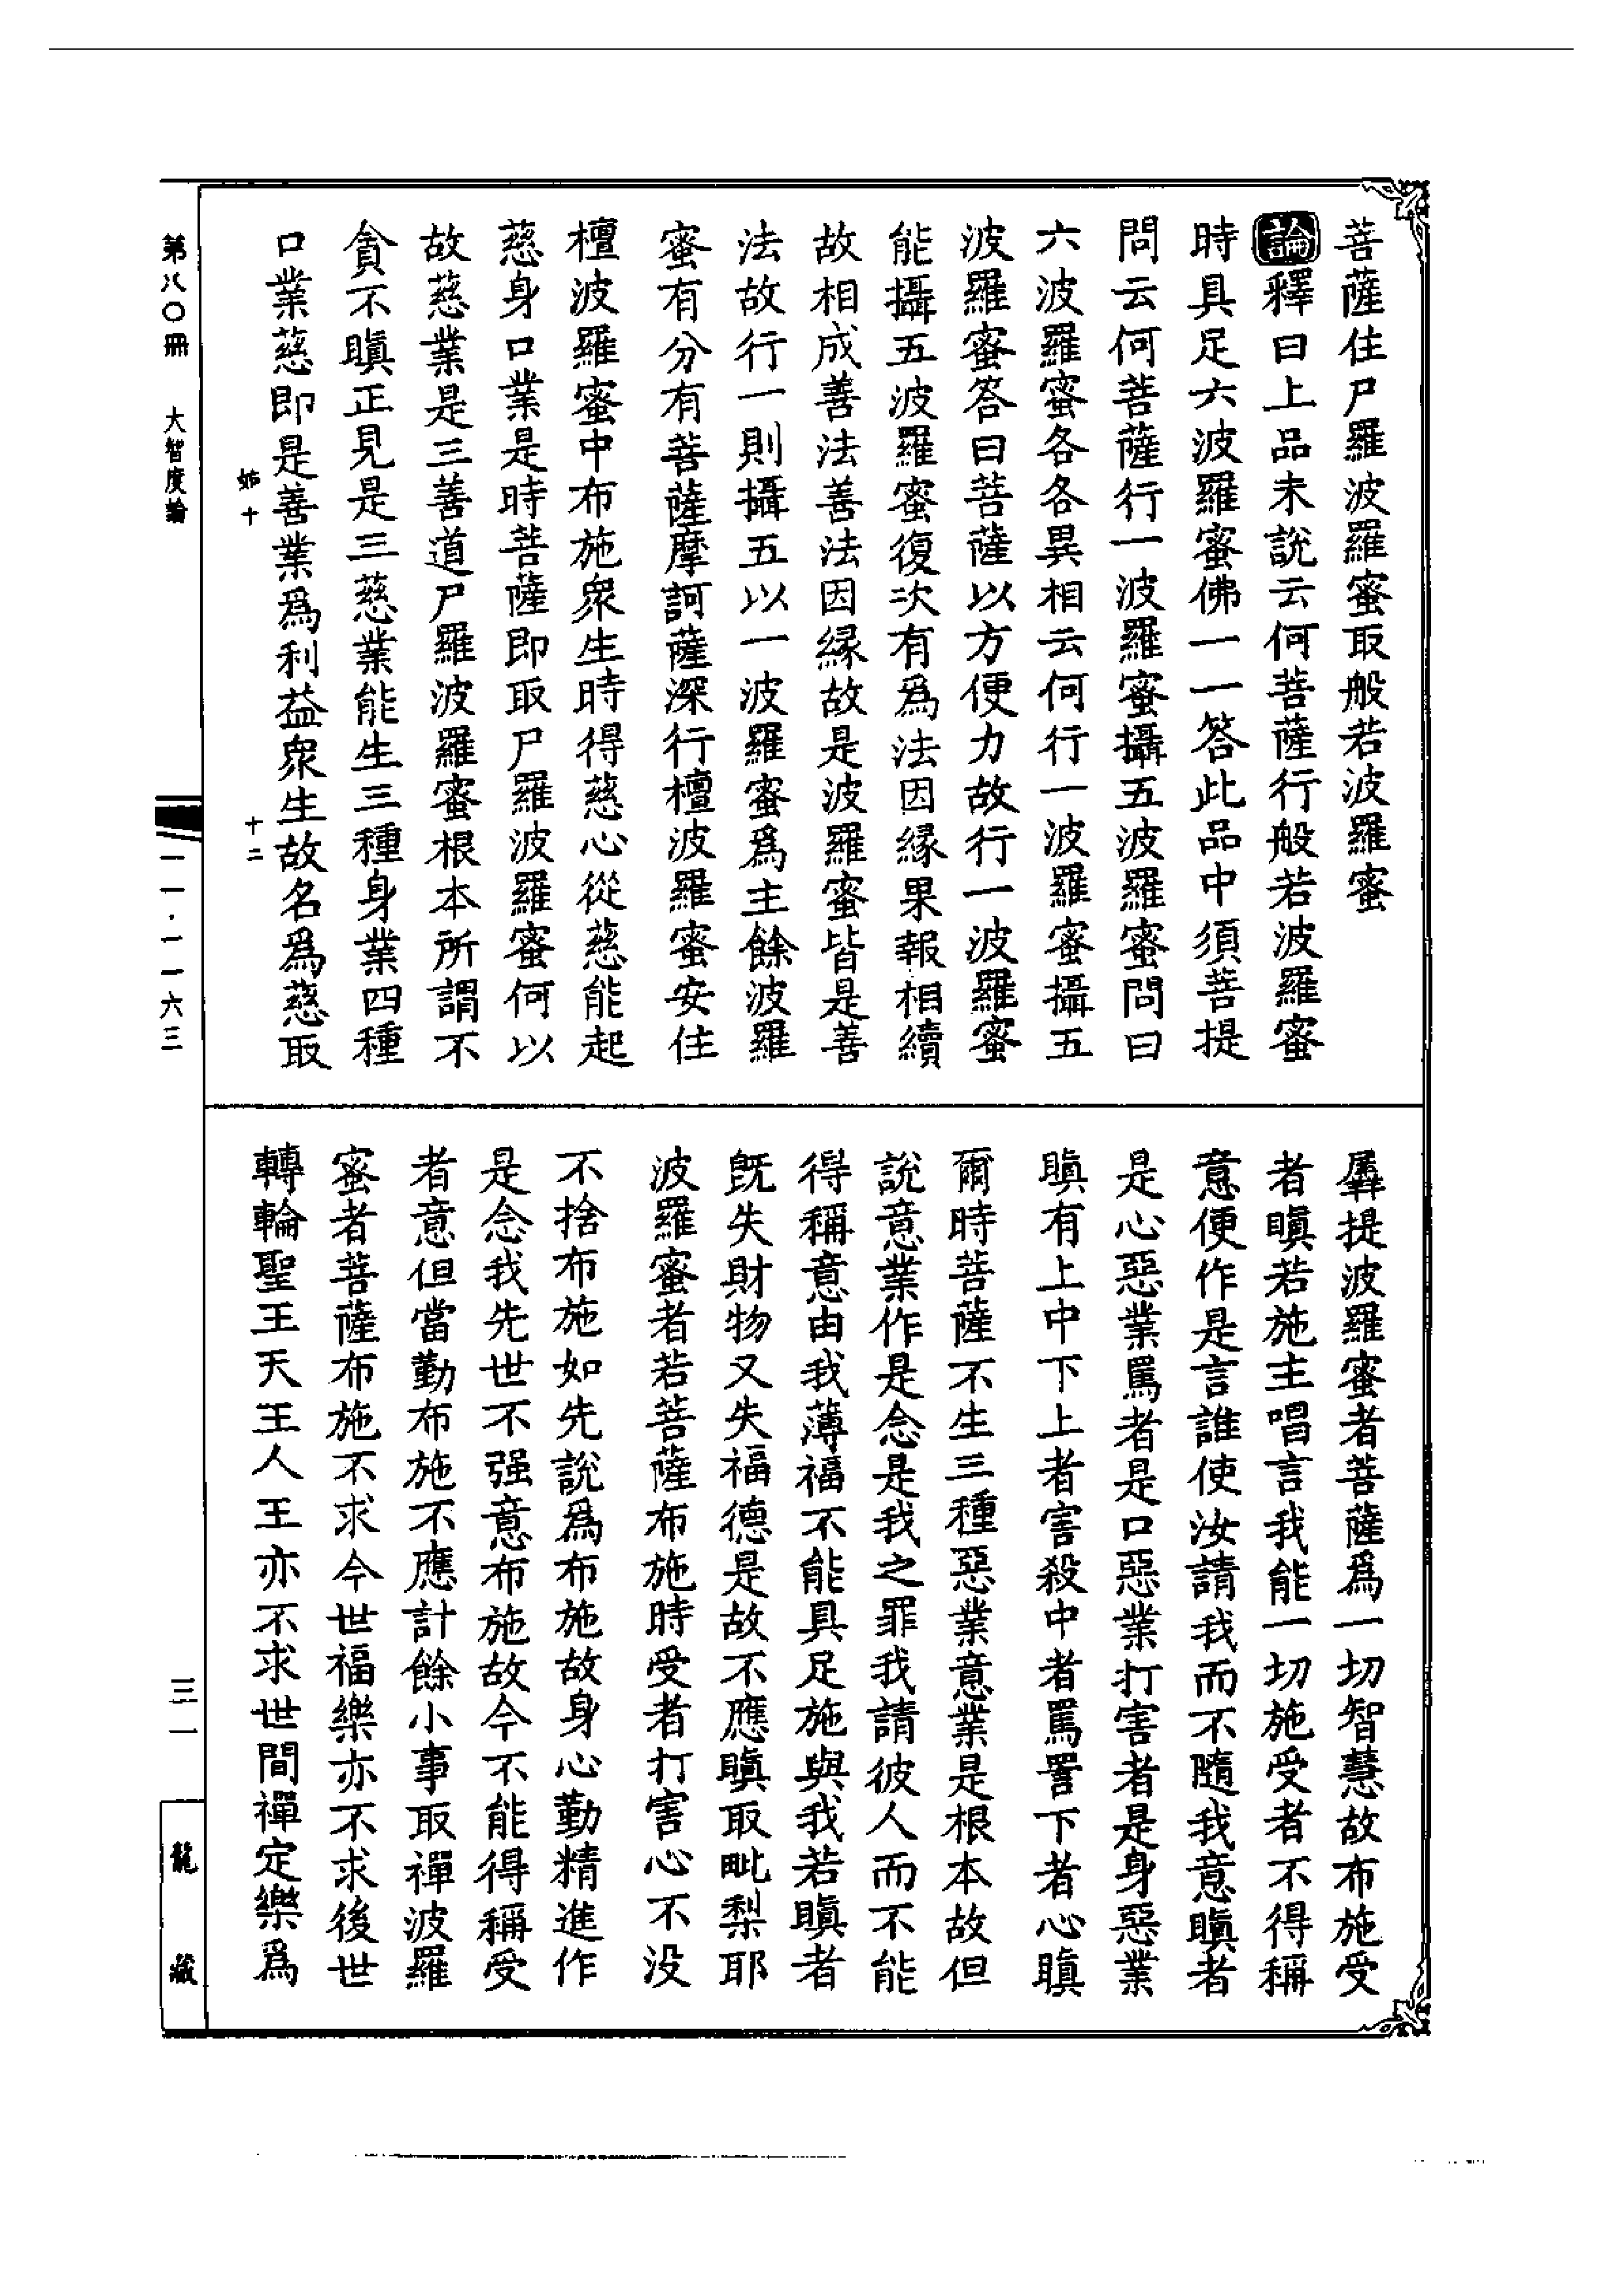 菩薩住尸羅波羅蜜取般若波羅蜜
論釋曰上品未說云何菩薩行般若波羅蜜
時具足六波羅蜜佛一一答此品中須菩提
問云何菩薩行一波羅蜜攝五波羅蜜問曰
六波羅蜜各各異相云何行一波羅蜜攝五
波羅蜜答曰菩薩以方便力故行一波羅蜜
能攝五波羅蜜復次有爲法因緣果報相續
故相成善法善法因緣故是波羅蜜皆是善
法故行一則攝五以一波羅蜜爲主餘波羅
蜜有分有菩薩摩訶薩深行檀波羅蜜安住
檀波羅蜜中布施衆生時得慈心從慈能起
慈身口業是時菩薩即取尸羅波羅蜜何以
故慈業是三善道尸羅波羅蜜根本所謂不
貪不瞋正見是三慈業能生三種身業四種
口業慈即是善業爲利益衆生故名爲慈取
羼提波羅蜜者菩薩爲一切智慧故布施受
者瞋若施主唱言我能一切施受者不得稱
意便作是言誰使汝請我而不隨我意瞋者
是心惡業罵者是口惡業打害者是身惡業
瞋有上中下上者害殺中者罵詈下者心瞋
爾時菩薩不生三種惡業意業是根本故但
說意業作是念是我之罪我請彼人而不能
得稱意由我薄福不能具足施與我若瞋者
既失財物又失福德是故不應瞋取毗梨耶
波羅蜜者若菩薩布施時受者打害心不没
不捨布施如先說爲布施故身心勤精進作
是念我先世不强意布施故今不能得稱受
者意但當勤布施不應計餘小事取禪波羅
蜜者菩薩布施不求今世福樂亦不求後世
轉輪聖王天王人王亦不求世間禪定樂爲
姊十 十二
第八〇冊 大智度論
一一·一一六三
三一
龍藏